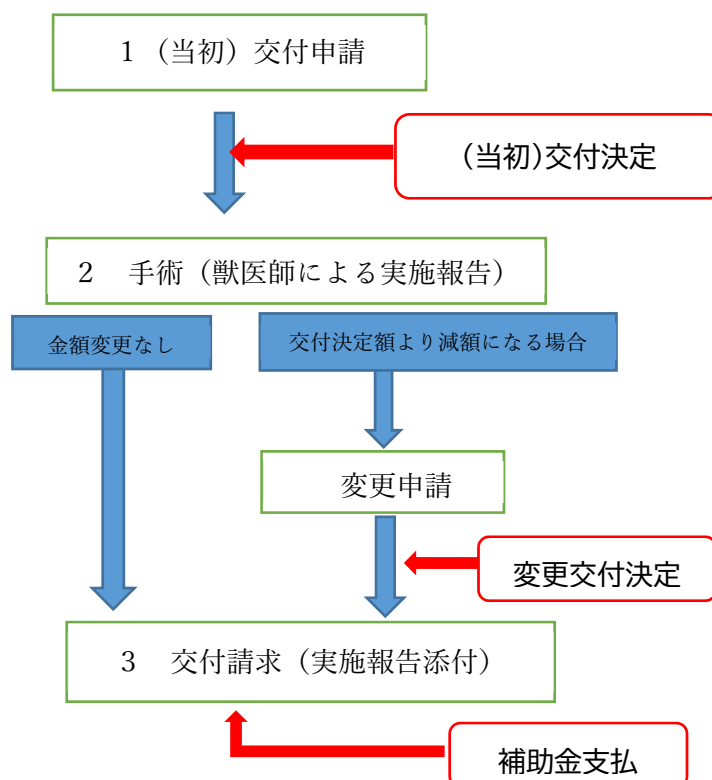 １（当初）交付申請
（当初）交付決定
２　手術（獣医師による実施報告）
金額変更なし
交付決定額より減額になる場合
変更申請
変更交付決定
３　交付請求（実施報告添付）
補助金支払